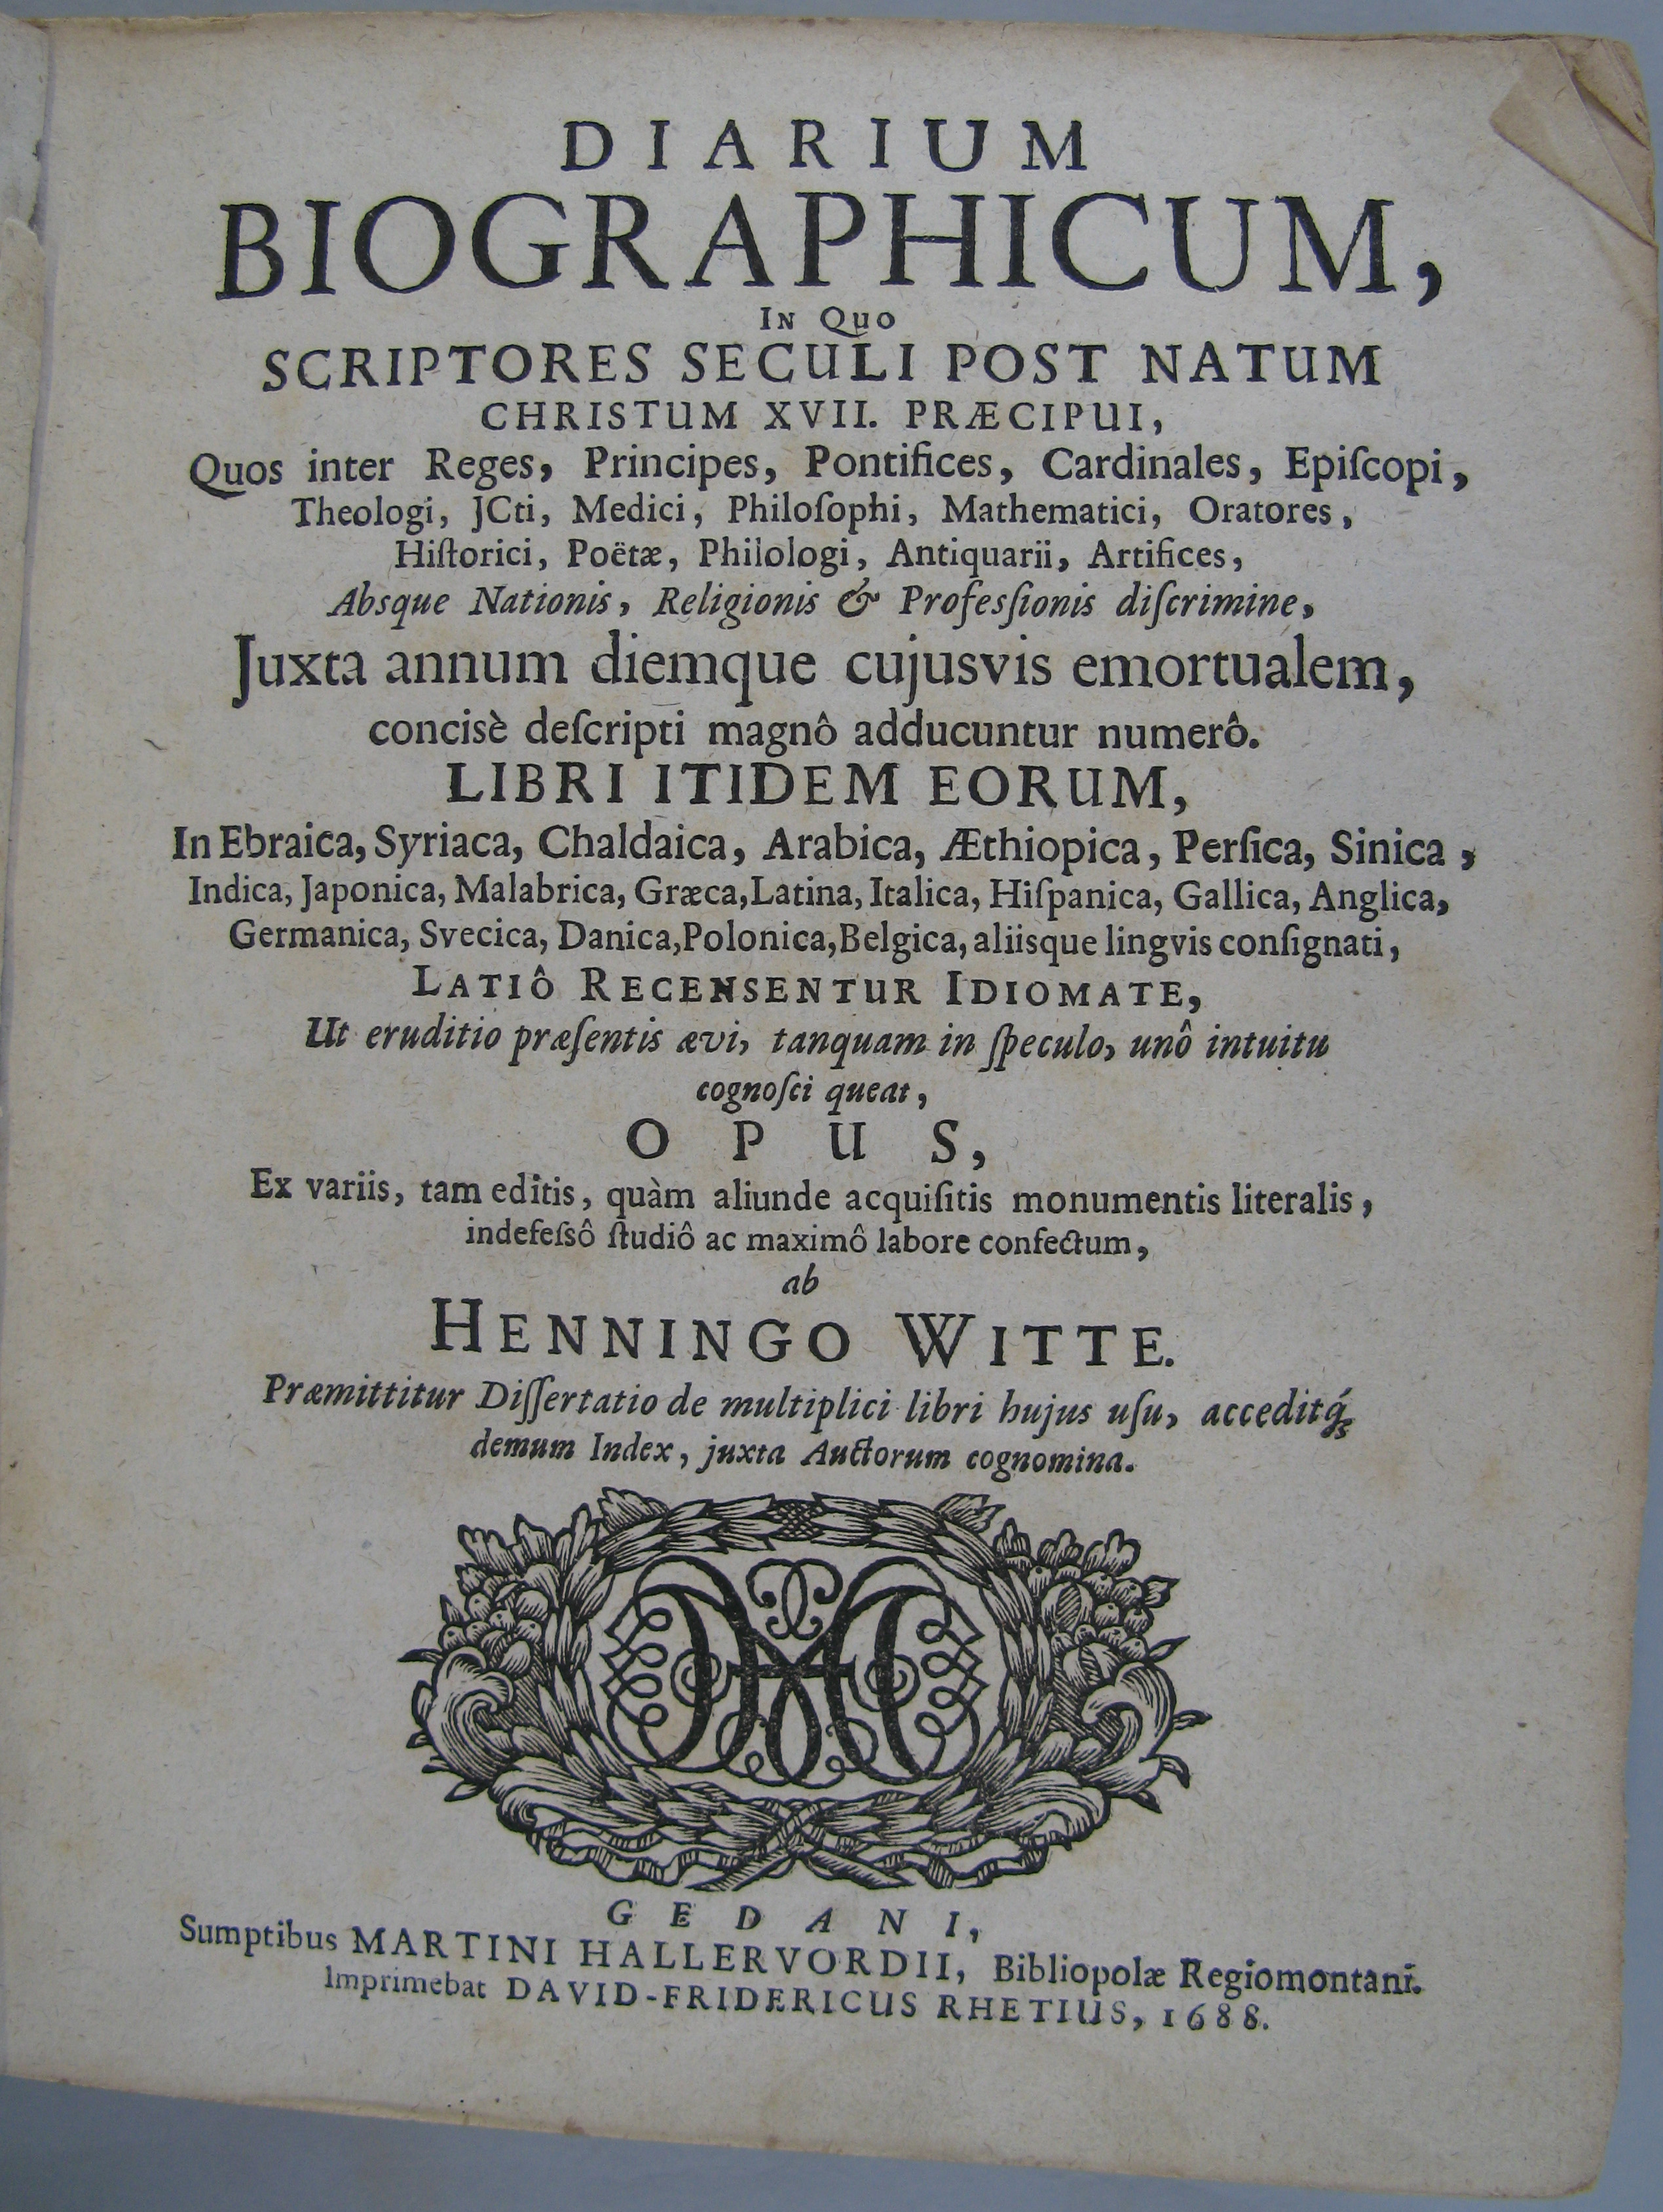 DIARIUM
BIOGRAPHICUM,
IN QUO
SCRIPTORES SECULI POST NATUM
CHRISTUM XVII. PRÆCIPUI,
Quos inter Reges, Principes, Pontifices, Cardinales, Epiſcopi,
Theologi, JCti, Medici, Philoſophi, Mathematici, Oratores,
Hiſtorici, Poëtæ, Philologi, Antiquarii, Artifices,
Absque Nationis, Religionis & Profesſionis diſcrimine,
Juxta annum diemque cujusvis emortualem,
concisè deſcripti magnô adducuntur numerô.
LIBRI ITIDEM EORUM,
In Ebraica, Syriaca, Chaldaica, Arabica, Æthiopica, Perſica, Sinica,
Indica, Japonica, Malabrica, Græca, Latina, Italica, Hiſpanica, Gallica, Anglica,
Germanica, Svecica, Danica, Polonica, Belgica, aliisque lingvis conſignati,
LATIÔ RECENSENTUR IDIOMATE,
Ut eruditio præſentis ævi, tanquam in ſpeculo, unô intuitu
cognoſci queat,
OPUS,
Ex variis, tam editis, quàm aliunde acquiſitis monumentis literalis,
indefeſsô ſtudiô ac maximô labore confectum,
ab
HENNINGO WITTE.
Præmittitur Diſſertatio de multiplici libri hujus uſu, acceditq́;
demum Index, juxta Auctorum cognomina.
GEDANI,
Sumptibus MARTINI HALLERVORDII, Bibliopolæ Regiomontani.
Imprimebat DAVID-FRIDERICUS RHETIUS, 1688.